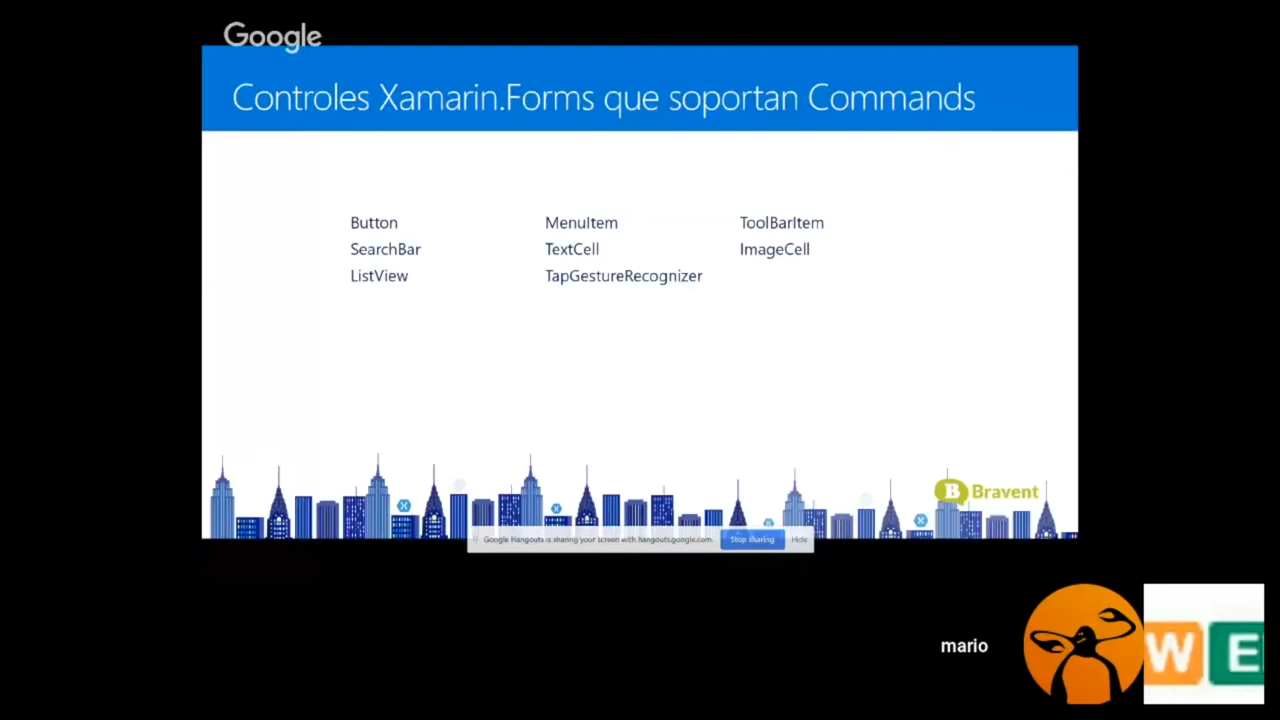 Google
Controles Xamarin.Forms que soportan Commands
Button
MenuItem
ToolBarItem
SearchBar
TextCell
ImageCell
ListView
TapGestureRecognizer
B Bravent
Google Hangouts is sharing your screen with hangouts.google.com.
Stop sharing
Hide
mario
WE